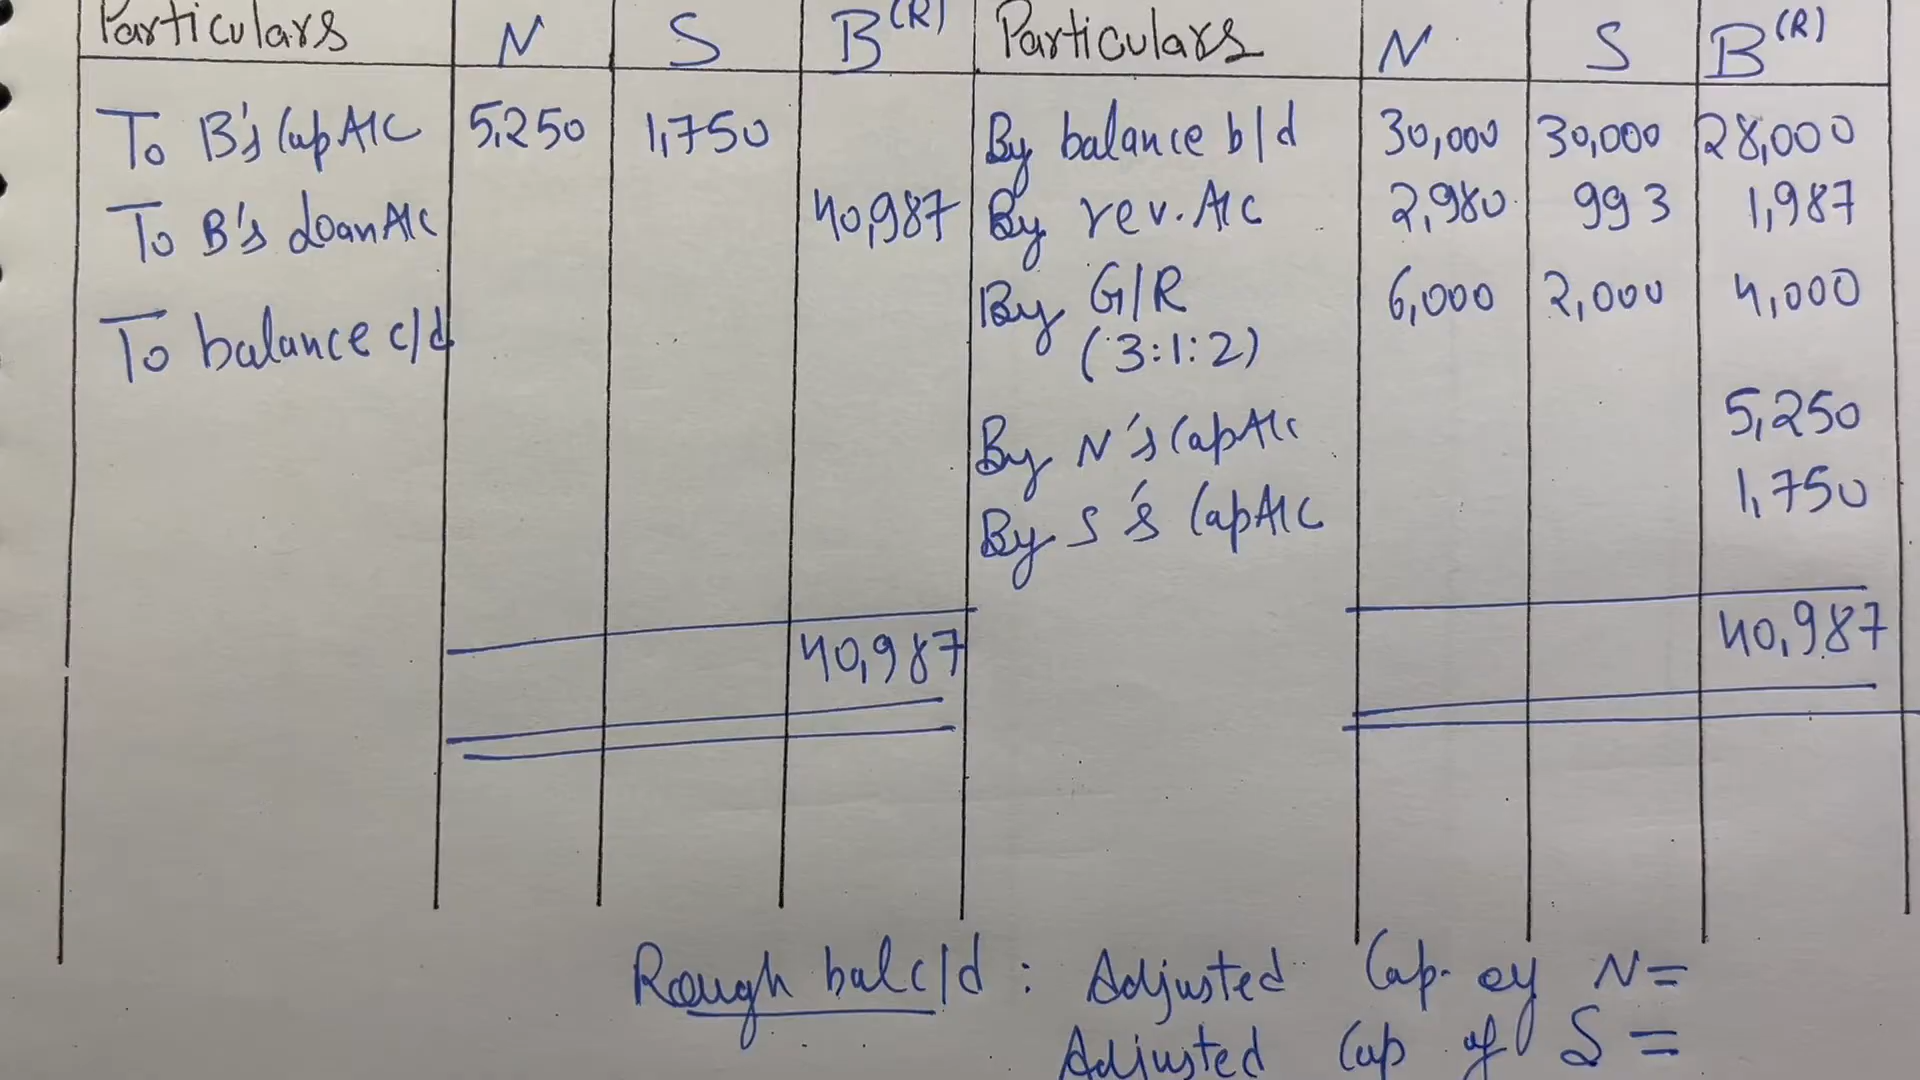 Particulars N S B(R) Particulars N S B(R)
To B's Cap A/c 5,250 1,750 By balance b/d 30,000 30,000 28,000
To B's Loan A/c 40,987 By rev. A/c 2,980 993 1,987
To balance c/d By G/R 6,000 2,000 4,000
(3:1:2)
By N's Cap A/c 5,250
By S's Cap A/c 1,750
40,987 40,987
Rough bal c/d : Adjusted Cap. of N =
Adjusted Cap of S =